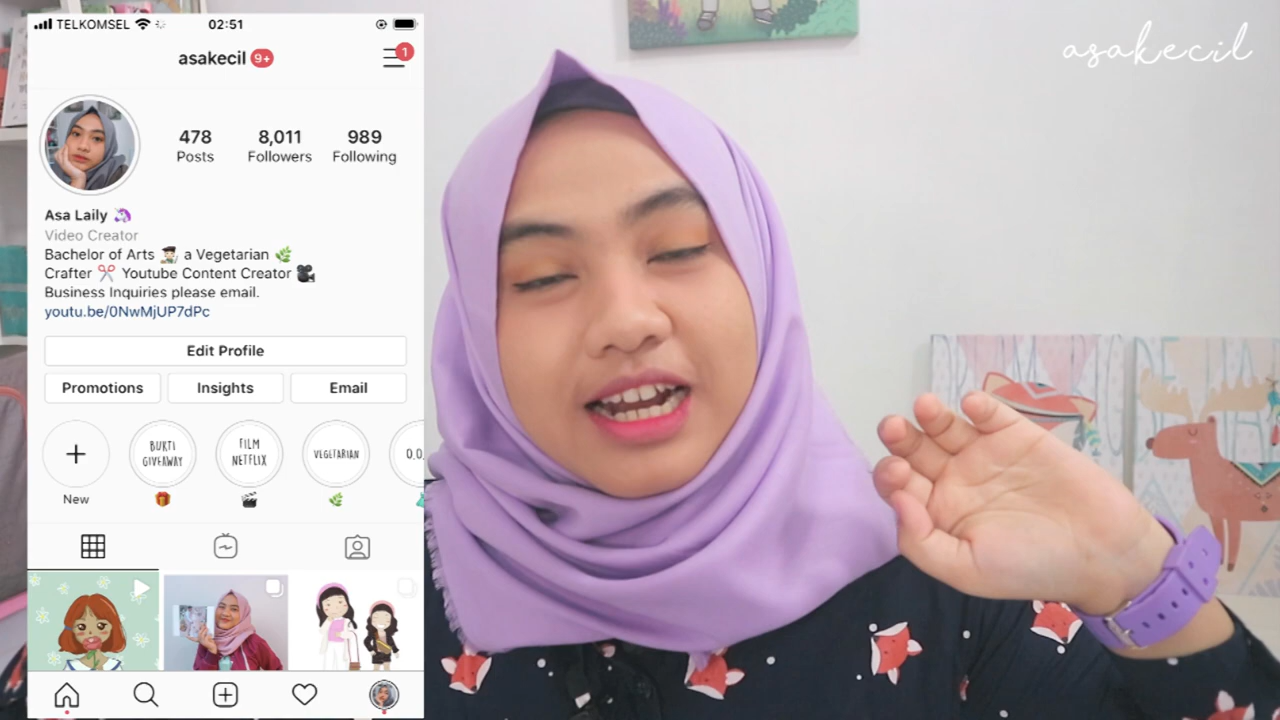 TELKOMSEL 02:51
asakecil 9+
1
478 8,011 989
Posts Followers Following
Asa Laily
Video Creator
Bachelor of Arts a Vegetarian
Crafter Youtube Content Creator
Business Inquiries please email.
youtu.be/0NwMjUP7dPc
Edit Profile
Promotions Insights Email
BUKTI
GIVEAWAY
FILM
NETFLIX
VEGETARIAN
0,0
New
asakecil